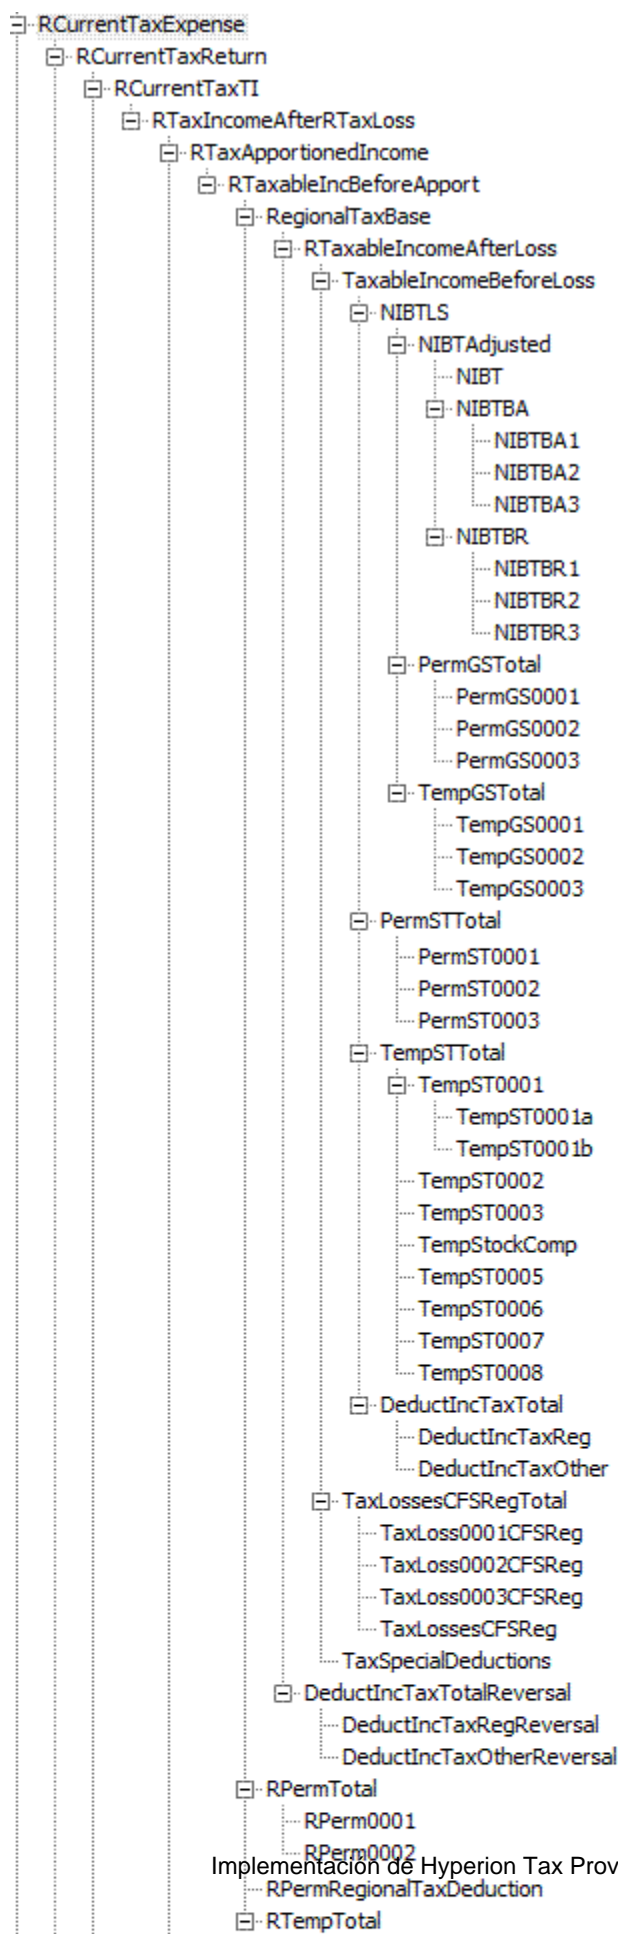 RCurrentTaxExpense
RCurrentTaxReturn
RCurrentTaxTI
RTaxIncomeAfterRTaxLoss
RTaxApportionedIncome
RTaxableIncBeforeApport
RegionalTaxBase
RTaxableIncomeAfterLoss
TaxableIncomeBeforeLoss
NIBTLS
NIBTAdjusted
NIBT
NIBTBA
NIBTBA1
NIBTBA2
NIBTBA3
NIBTBR
NIBTBR1
NIBTBR2
NIBTBR3
PermGSTotal
PermGS0001
PermGS0002
PermGS0003
TempGSTotal
TempGS0001
TempGS0002
TempGS0003
PermSTTotal
PermST0001
PermST0002
PermST0003
TempSTTotal
TempST0001
TempST0001a
TempST0001b
TempST0002
TempST0003
TempStockComp
TempST0005
TempST0006
TempST0007
TempST0008
DeductIncTaxTotal
DeductIncTaxReg
DeductIncTaxOther
TaxLossesCFSRegTotal
TaxLoss0001CFSReg
TaxLoss0002CFSReg
TaxLoss0003CFSReg
TaxLossesCFSReg
TaxSpecialDeductions
DeductIncTaxTotalReversal
DeductIncTaxRegReversal
DeductIncTaxOtherReversal
RPermTotal
RPerm0001
RPerm0002
Implementación de Hyperion Tax Prov
RPermRegionalTaxDeduction
RTempTotal